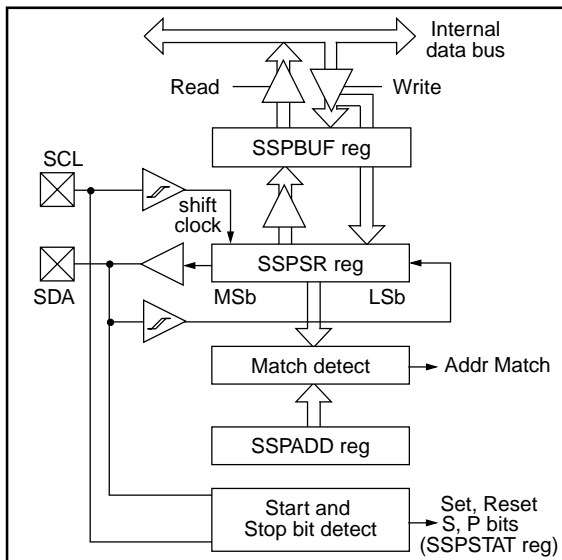 Internal
data bus
Read
Write
SSPBUF reg
SCL
shift
clock
SSPSR reg
SDA
MSb
LSb
Match detect
Addr Match
SSPADD reg
Start and
Stop bit detect
Set, Reset
S, P bits
(SSPSTAT reg)